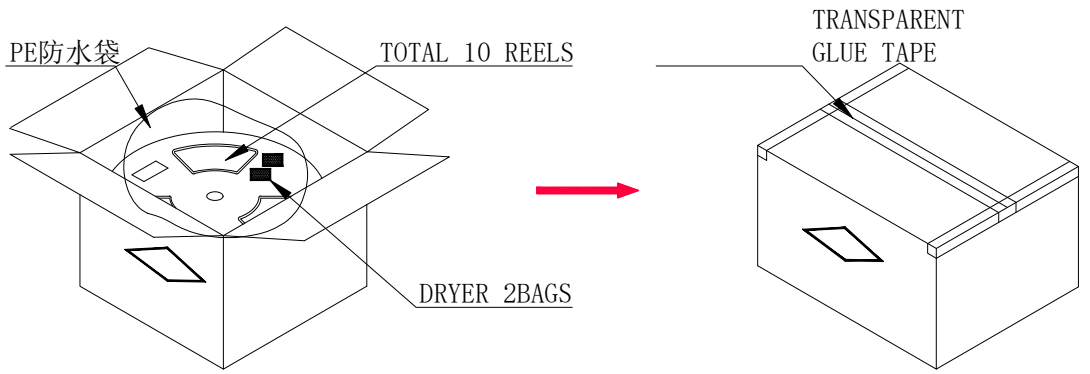 PE防水袋
TOTAL 10 REELS
DRYER 2BAGS
TRANSPARENT
GLUE TAPE